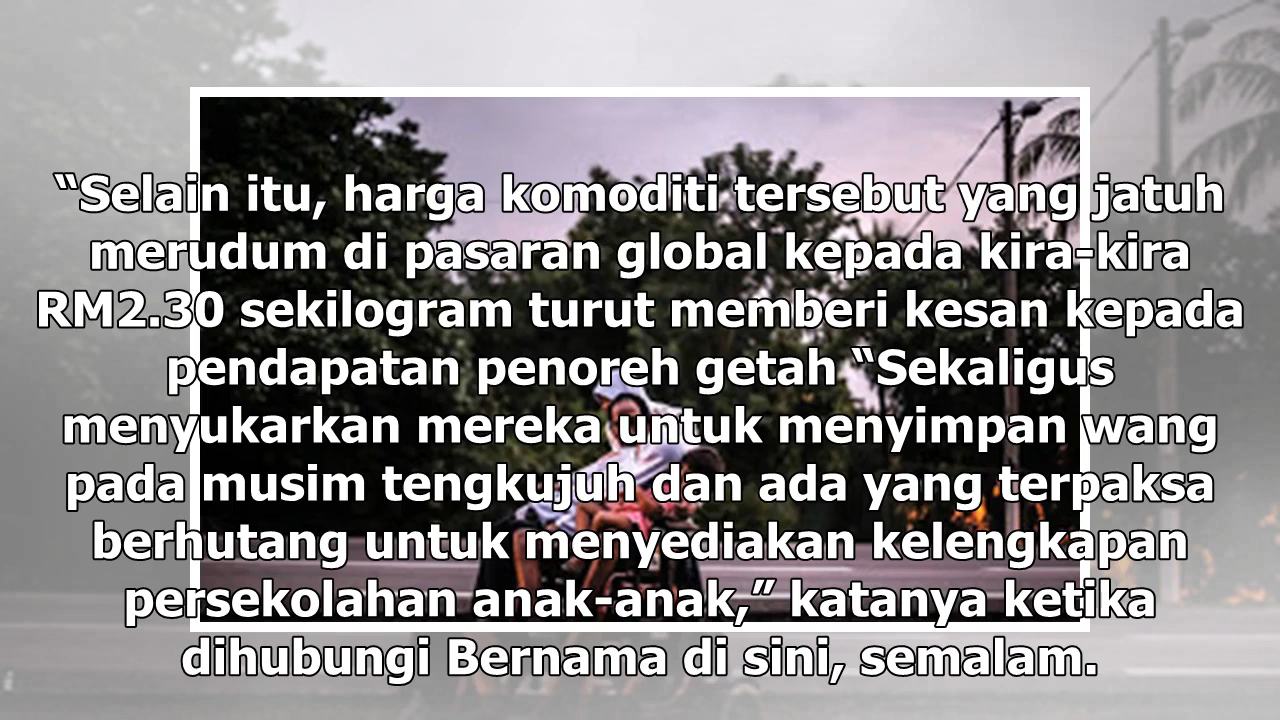 “Selain itu, harga komoditi tersebut yang jatuh
merudum di pasaran global kepada kira-kira
RM2.30 sekilogram turut memberi kesan kepada
pendapatan penoreh getah “Sekaligus
menyukarkan mereka untuk menyimpan wang
pada musim tengkujuh dan ada yang terpaksa
berhutang untuk menyediakan kelengkapan
persekolahan anak-anak,” katanya ketika
dihubungi Bernama di sini, semalam.